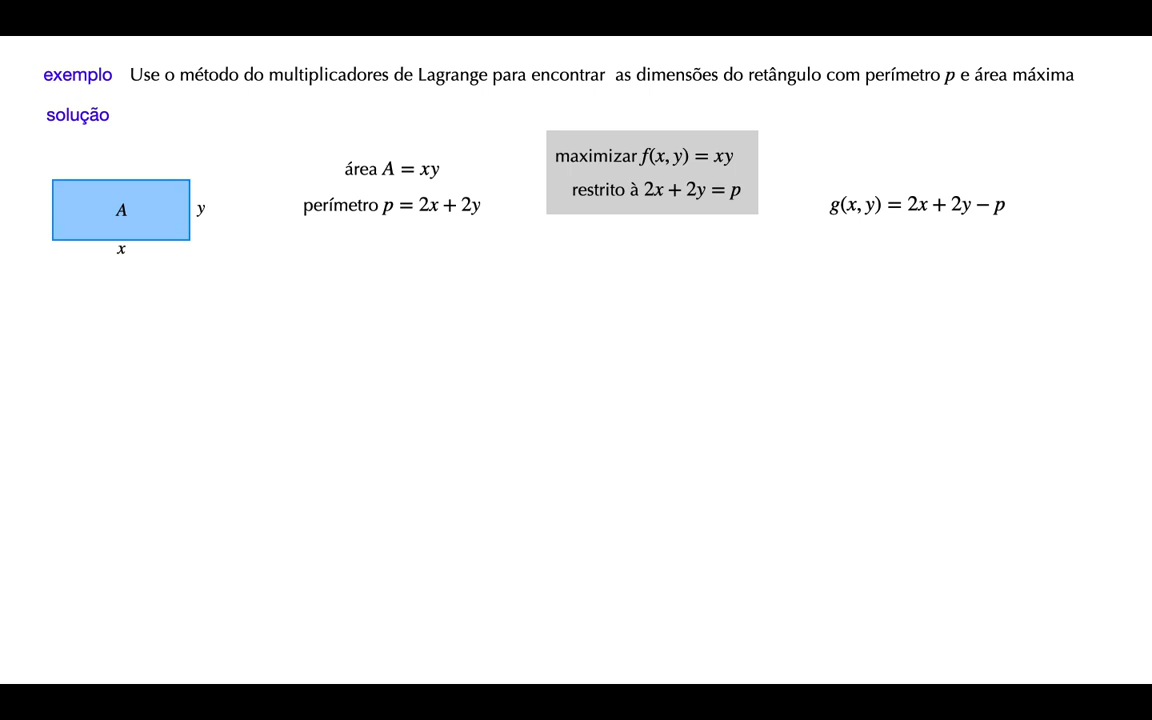 exemplo Use o método do multiplicadores de Lagrange para encontrar as dimensões do retângulo com perímetro p e área máxima
solução
área A = xy
perímetro p = 2x + 2y
maximizar f(x, y) = xy
restrito à 2x + 2y = p
g(x, y) = 2x + 2y − p
A
y
x